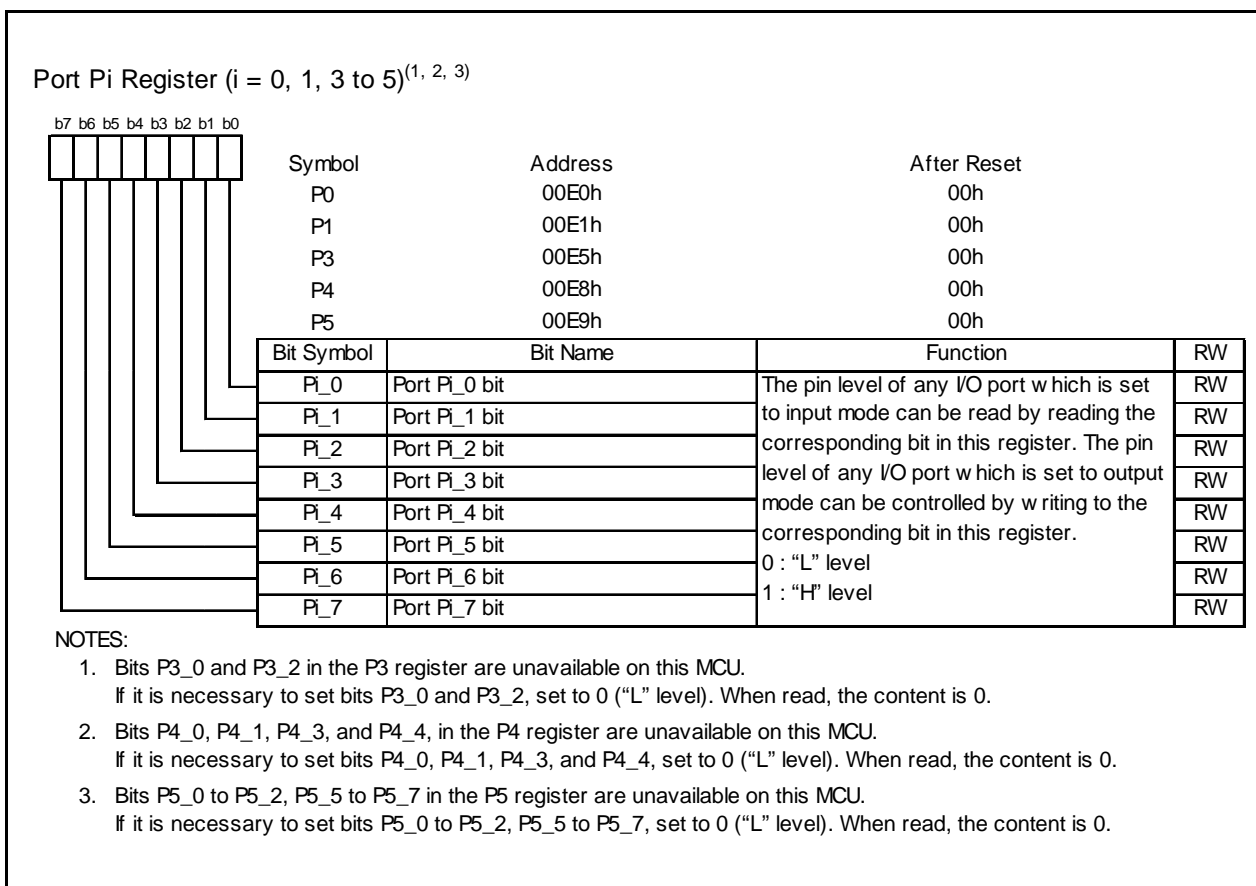 Port Pi Register (i = 0, 1, 3 to 5)(1, 2, 3)
b7 b6 b5 b4 b3 b2 b1 b0
Symbol Address After Reset
P0 00E0h 00h
P1 00E1h 00h
P3 00E5h 00h
P4 00E8h 00h
P5 00E9h 00h
Bit Symbol Bit Name Function RW
Pi_0 Port Pi_0 bit The pin level of any I/O port which is set RW
Pi_1 Port Pi_1 bit to input mode can be read by reading the RW
Pi_2 Port Pi_2 bit corresponding bit in this register. The pin RW
Pi_3 Port Pi_3 bit level of any I/O port which is set to output RW
Pi_4 Port Pi_4 bit mode can be controlled by writing to the RW
Pi_5 Port Pi_5 bit corresponding bit in this register. RW
Pi_6 Port Pi_6 bit 0 : “L” level RW
Pi_7 Port Pi_7 bit 1 : “H” level RW
NOTES:
1. Bits P3_0 and P3_2 in the P3 register are unavailable on this MCU.
If it is necessary to set bits P3_0 and P3_2, set to 0 (“L” level). When read, the content is 0.
2. Bits P4_0, P4_1, P4_3, and P4_4, in the P4 register are unavailable on this MCU.
If it is necessary to set bits P4_0, P4_1, P4_3, and P4_4, set to 0 (“L” level). When read, the content is 0.
3. Bits P5_0 to P5_2, P5_5 to P5_7 in the P5 register are unavailable on this MCU.
If it is necessary to set bits P5_0 to P5_2, P5_5 to P5_7, set to 0 (“L” level). When read, the content is 0.